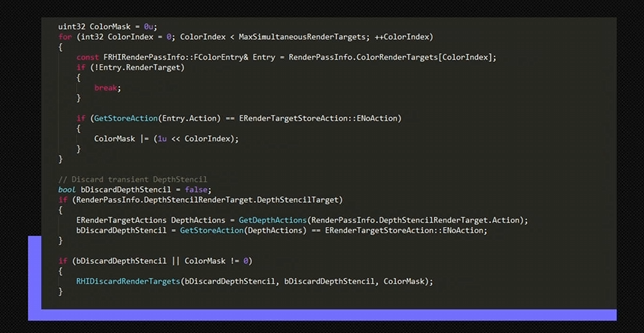 uint32 ColorMask = 0u;
for (int32 ColorIndex = 0; ColorIndex < MaxSimultaneousRenderTargets; ++ColorIndex)
{
    const FRHIRenderPassInfo::FColorEntry& Entry = RenderPassInfo.ColorRenderTargets[ColorIndex];
    if (!Entry.RenderTarget)
    {
        break;
    }

    if (GetStoreAction(Entry.Action) == ERenderTargetStoreAction::ENoAction)
    {
        ColorMask |= (1u << ColorIndex);
    }
}

// Discard transient DepthStencil
bool bDiscardDepthStencil = false;
if (RenderPassInfo.DepthStencilRenderTarget.DepthStencilTarget)
{
    ERenderTargetActions DepthActions = GetDepthActions(RenderPassInfo.DepthStencilRenderTarget.Action);
    bDiscardDepthStencil = GetStoreAction(DepthActions) == ERenderTargetStoreAction::ENoAction;
}

if (bDiscardDepthStencil || ColorMask != 0)
{
    RHIDiscardRenderTargets(bDiscardDepthStencil, bDiscardDepthStencil, ColorMask);
}